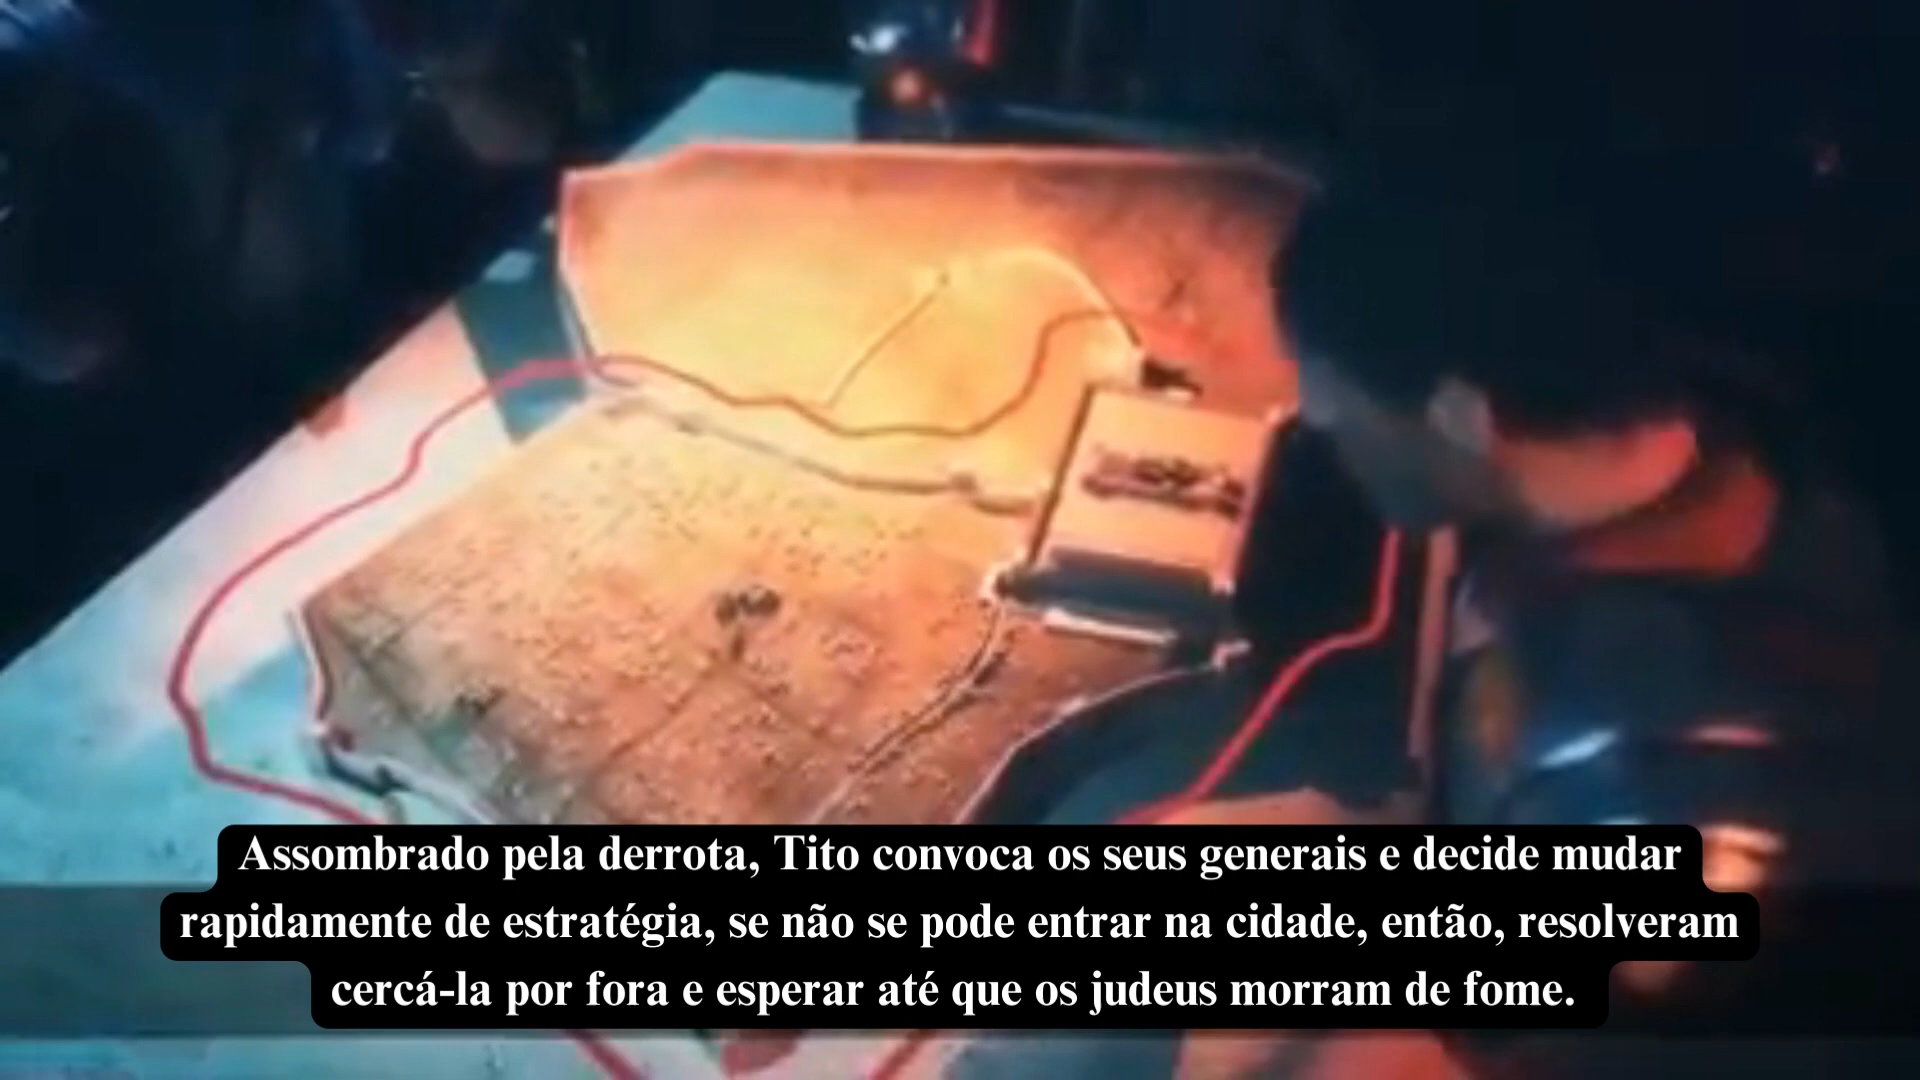 Assombrado pela derrota, Tito convoca os seus generais e decide mudar
rapidamente de estratégia, se não se pode entrar na cidade, então, resolveram
cercá-la por fora e esperar até que os judeus morram de fome.